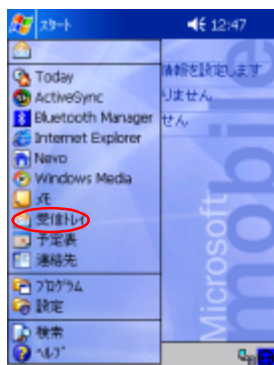 スタート
12:47
Today
情報を設定します
ActiveSync
りません
Bluetooth Manager
せん
Internet Explorer
Nevo
Windows Media
メモ
受信トレイ
予定表
連絡先
プログラム
設定
検索
ヘルプ
Microsoft
mobile